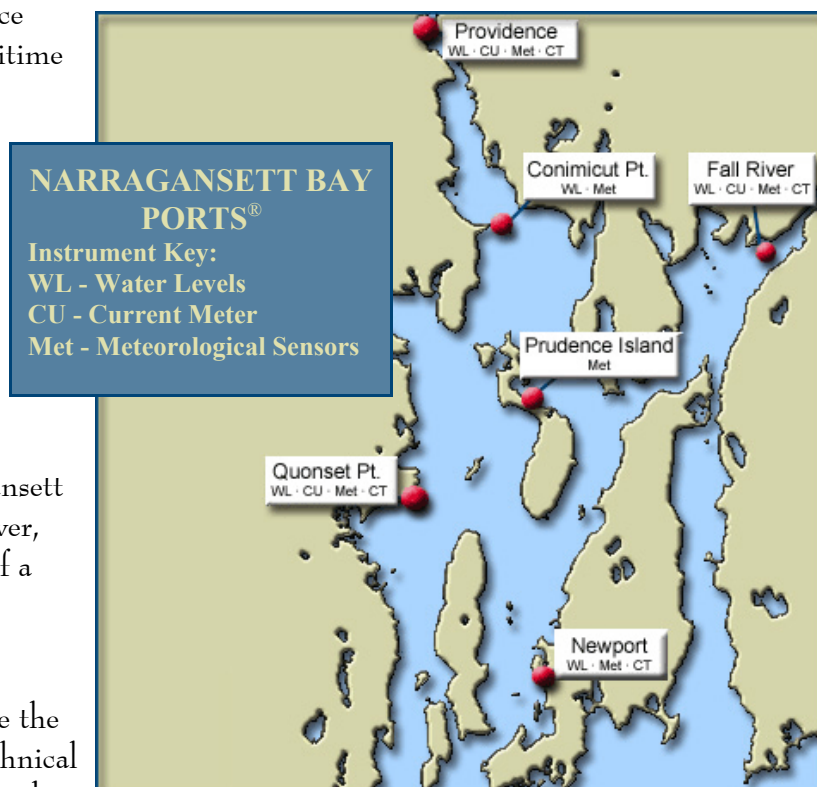 ce
itime
Providence
WL · CU · Met · CT
NARRAGANSETT BAY
PORTS®
Instrument Key:
WL - Water Levels
CU - Current Meter
Met - Meteorological Sensors
Conimicut Pt.
WL · Met
Fall River
WL · CU · Met · CT
Prudence Island
Met
Quonset Pt.
WL · CU · Met · CT
nsett
ver,
f a
Newport
WL · Met · CT
e the
hnical